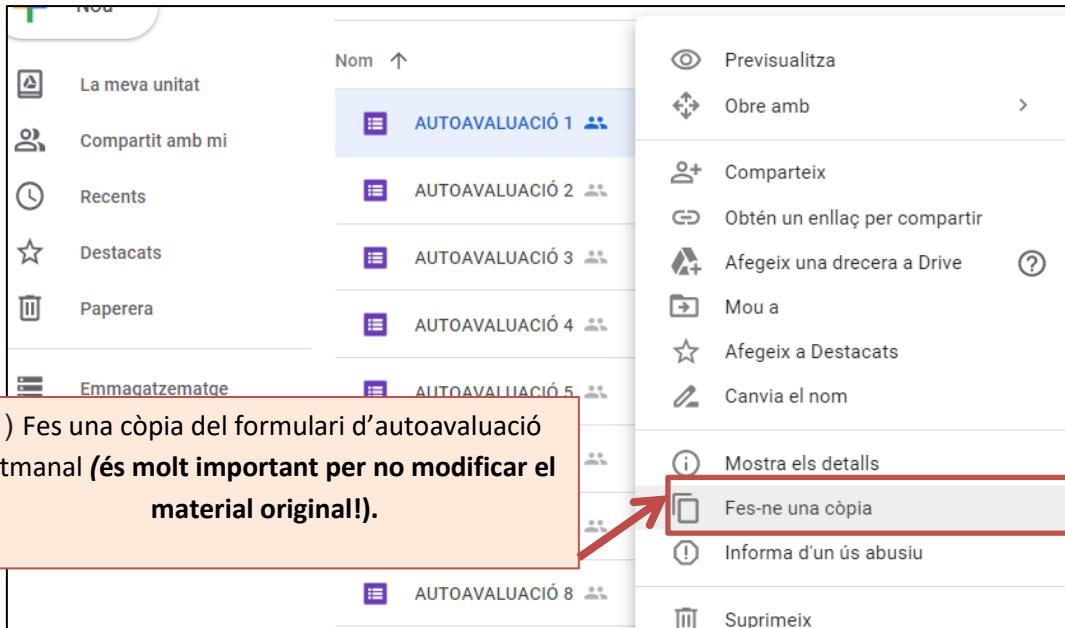 Nou
La meva unitat
Compartit amb mi
Recents
Destacats
Paperera
Emmagatzematge
Nom
AUTOAVALUACIÓ 1
AUTOAVALUACIÓ 2
AUTOAVALUACIÓ 3
AUTOAVALUACIÓ 4
AUTOAVALUACIÓ 5
AUTOAVALUACIÓ 8
) Fes una còpia del formulari d’autoavaluació
tmanal (és molt important per no modificar el
material original!).
Previsualitza
Obre amb
Comparteix
Obtén un enllaç per compartir
Afegeix una drecera a Drive
Mou a
Afegeix a Destacats
Canvia el nom
Mostra els detalls
Fes-ne una còpia
Informa d'un ús abusiu
Suprimeix